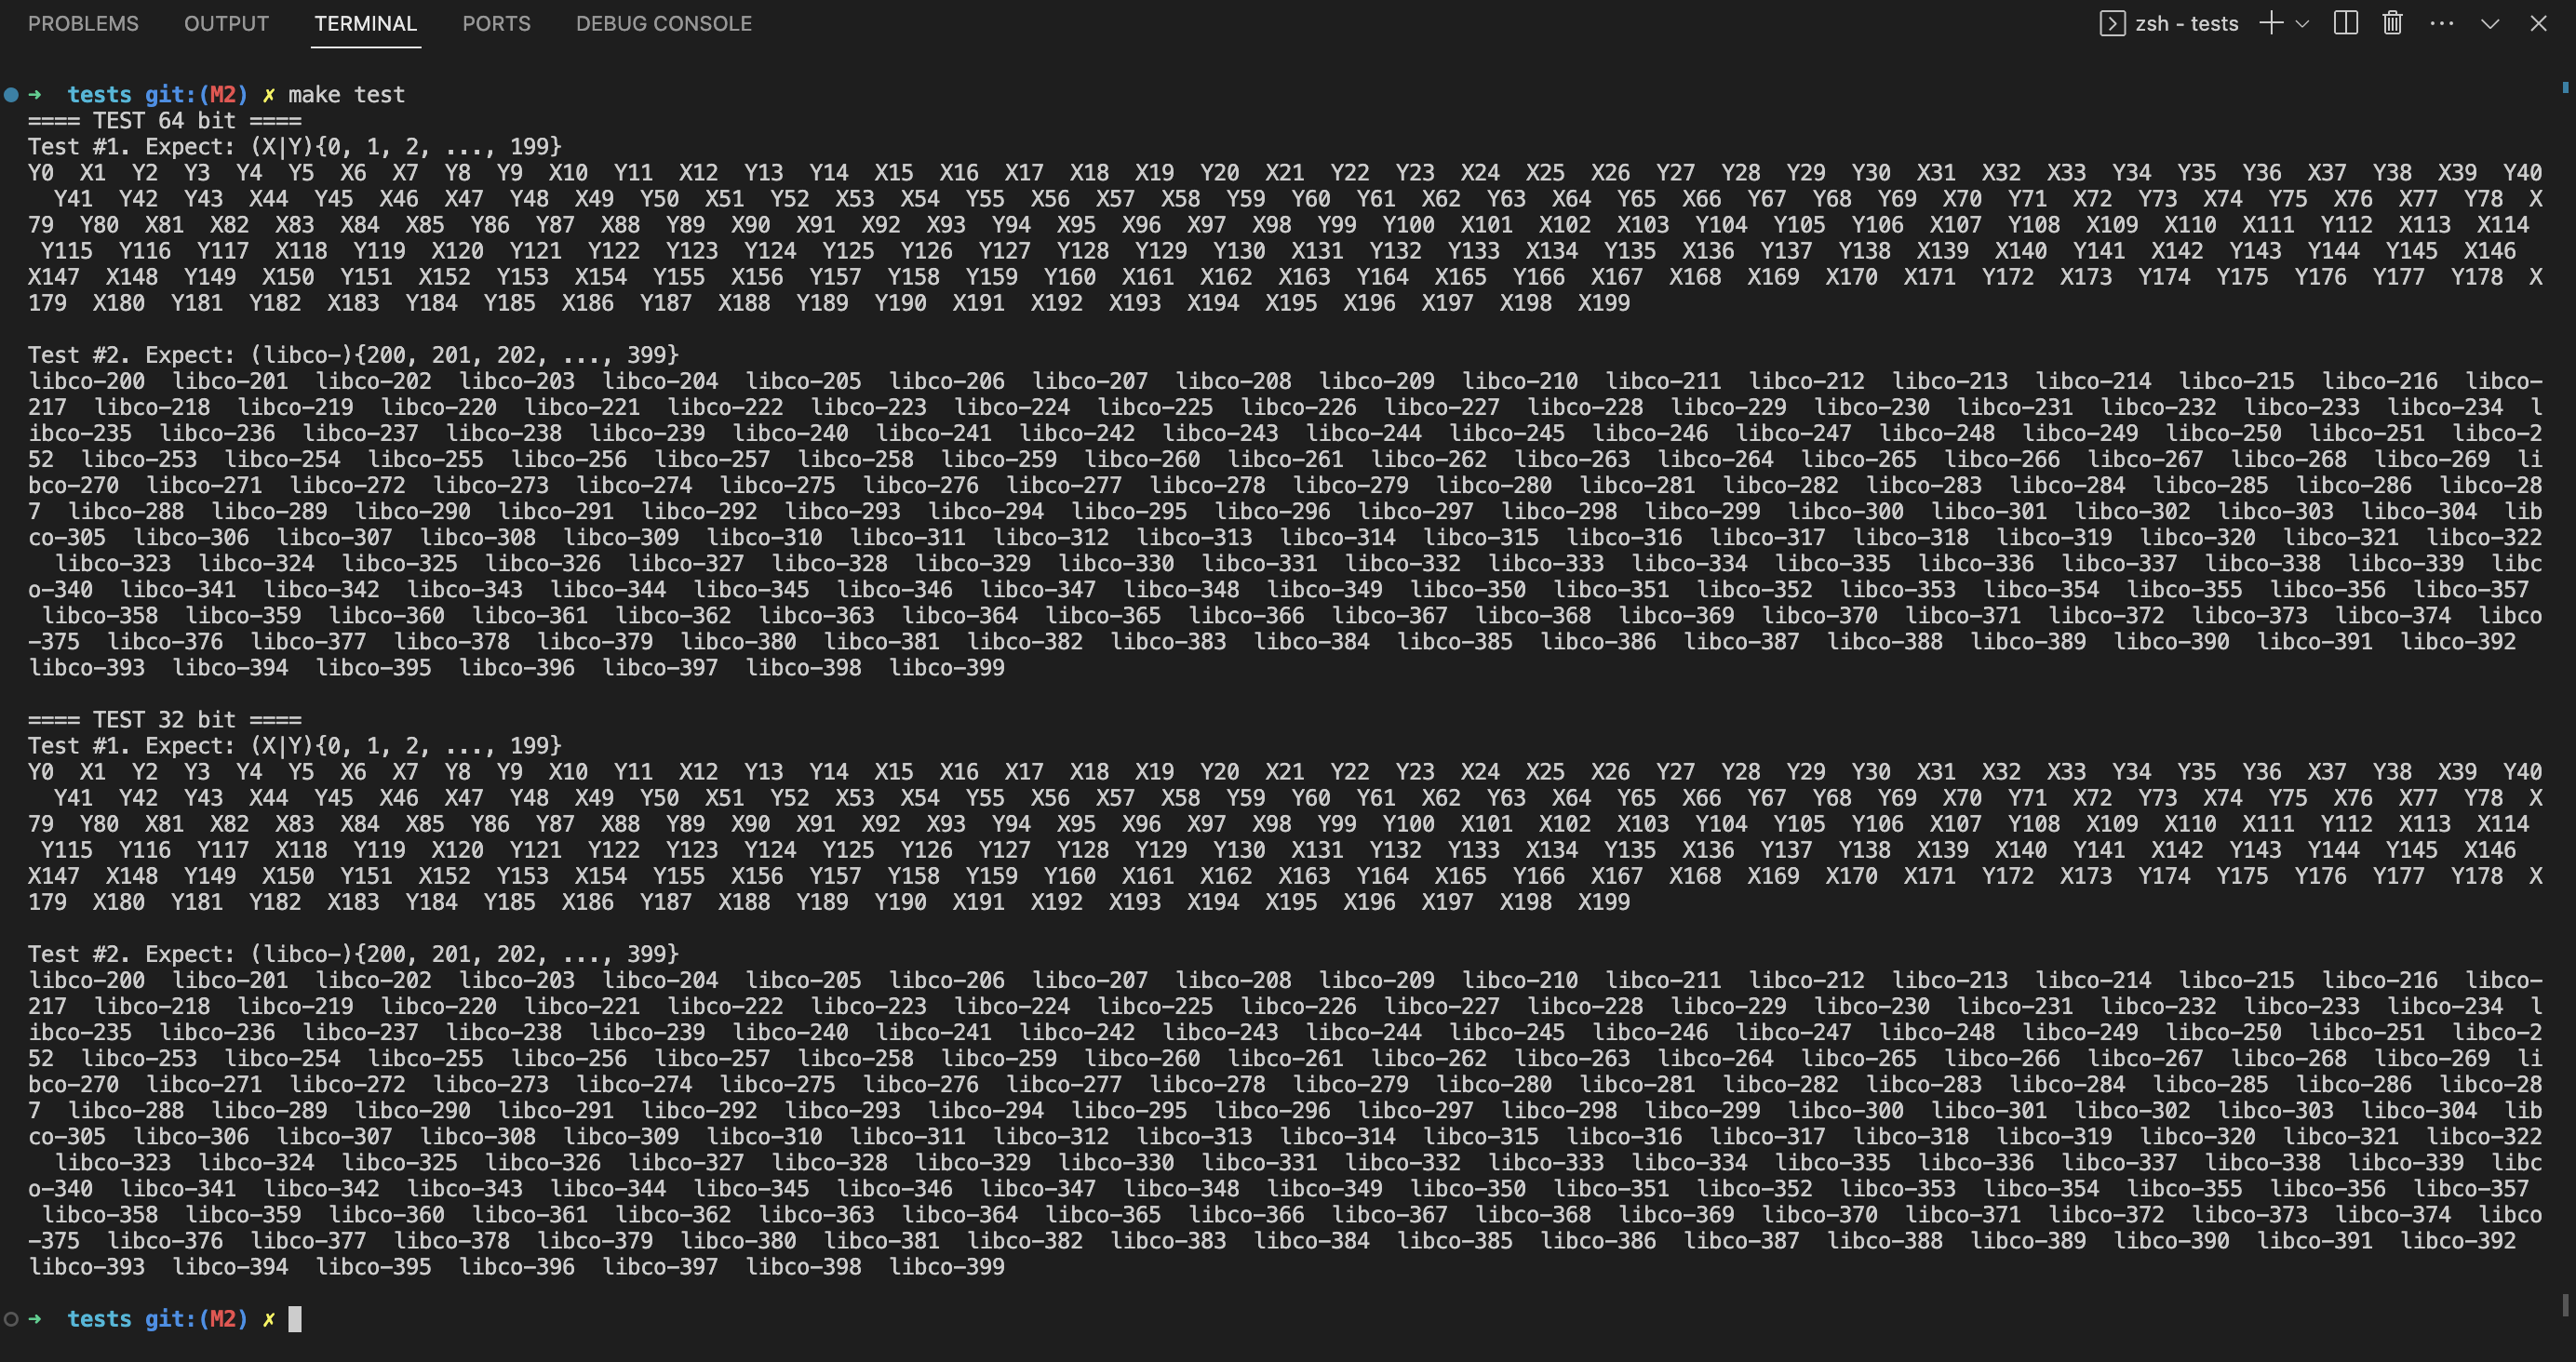 PROBLEMS OUTPUT TERMINAL PORTS DEBUG CONSOLE zsh - tests
→ tests git:(M2) ✗ make test
==== TEST 64 bit ====
Test #1. Expect: (X|Y){0, 1, 2, ..., 199}
Y0 X1 Y2 Y3 Y4 Y5 X6 X7 Y8 Y9 X10 Y11 X12 Y13 Y14 X15 X16 X17 X18 X19 Y20 X21 Y22 Y23 X24 X25 X26 Y27 Y28 Y29 Y30 X31 X32 X33 Y34 Y35 Y36 X37 Y38 X39 Y40
Y41 Y42 Y43 X44 Y45 X46 X47 Y48 X49 Y50 X51 Y52 X53 X54 Y55 X56 X57 X58 Y59 Y60 Y61 X62 Y63 X64 Y65 X66 Y67 Y68 Y69 X70 Y71 X72 Y73 X74 Y75 X76 X77 Y78 X
79 Y80 X81 X82 X83 X84 X85 Y86 Y87 X88 Y89 X90 X91 X92 X93 Y94 X95 X96 X97 X98 Y99 Y100 X101 X102 X103 Y104 Y105 Y106 X107 Y108 X109 X110 X111 Y112 X113 X114
Y115 Y116 Y117 X118 Y119 X120 Y121 Y122 Y123 Y124 Y125 Y126 Y127 Y128 Y129 Y130 X131 Y132 Y133 X134 Y135 X136 Y137 Y138 X139 X140 Y141 X142 Y143 Y144 Y145 X146
X147 X148 Y149 X150 Y151 X152 Y153 X154 Y155 X156 Y157 Y158 Y159 Y160 X161 X162 X163 Y164 X165 Y166 X167 X168 X169 X170 X171 Y172 X173 Y174 Y175 Y176 Y177 Y178 X
179 X180 Y181 Y182 X183 Y184 Y185 X186 Y187 X188 Y189 Y190 X191 X192 X193 X194 X195 X196 X197 X198 X199
Test #2. Expect: (libco-){200, 201, 202, ..., 399}
libco-200 libco-201 libco-202 libco-203 libco-204 libco-205 libco-206 libco-207 libco-208 libco-209 libco-210 libco-211 libco-212 libco-213 libco-214 libco-215 libco-216 libco-
217 libco-218 libco-219 libco-220 libco-221 libco-222 libco-223 libco-224 libco-225 libco-226 libco-227 libco-228 libco-229 libco-230 libco-231 libco-232 libco-233 libco-234 l
ibco-235 libco-236 libco-237 libco-238 libco-239 libco-240 libco-241 libco-242 libco-243 libco-244 libco-245 libco-246 libco-247 libco-248 libco-249 libco-250 libco-251 libco-2
52 libco-253 libco-254 libco-255 libco-256 libco-257 libco-258 libco-259 libco-260 libco-261 libco-262 libco-263 libco-264 libco-265 libco-266 libco-267 libco-268 libco-269 li
bco-270 libco-271 libco-272 libco-273 libco-274 libco-275 libco-276 libco-277 libco-278 libco-279 libco-280 libco-281 libco-282 libco-283 libco-284 libco-285 libco-286 libco-28
7 libco-288 libco-289 libco-290 libco-291 libco-292 libco-293 libco-294 libco-295 libco-296 libco-297 libco-298 libco-299 libco-300 libco-301 libco-302 libco-303 libco-304 lib
co-305 libco-306 libco-307 libco-308 libco-309 libco-310 libco-311 libco-312 libco-313 libco-314 libco-315 libco-316 libco-317 libco-318 libco-319 libco-320 libco-321 libco-322
libco-323 libco-324 libco-325 libco-326 libco-327 libco-328 libco-329 libco-330 libco-331 libco-332 libco-333 libco-334 libco-335 libco-336 libco-337 libco-338 libco-339 libc
o-340 libco-341 libco-342 libco-343 libco-344 libco-345 libco-346 libco-347 libco-348 libco-349 libco-350 libco-351 libco-352 libco-353 libco-354 libco-355 libco-356 libco-357
libco-358 libco-359 libco-360 libco-361 libco-362 libco-363 libco-364 libco-365 libco-366 libco-367 libco-368 libco-369 libco-370 libco-371 libco-372 libco-373 libco-374 libco
-375 libco-376 libco-377 libco-378 libco-379 libco-380 libco-381 libco-382 libco-383 libco-384 libco-385 libco-386 libco-387 libco-388 libco-389 libco-390 libco-391 libco-392
libco-393 libco-394 libco-395 libco-396 libco-397 libco-398 libco-399
==== TEST 32 bit ====
Test #1. Expect: (X|Y){0, 1, 2, ..., 199}
Y0 X1 Y2 Y3 Y4 Y5 X6 X7 Y8 Y9 X10 Y11 X12 Y13 Y14 X15 X16 X17 X18 X19 Y20 X21 Y22 Y23 X24 X25 X26 Y27 Y28 Y29 Y30 X31 X32 X33 Y34 Y35 Y36 X37 Y38 X39 Y40
Y41 Y42 Y43 X44 Y45 X46 X47 Y48 X49 Y50 X51 Y52 X53 X54 Y55 X56 X57 X58 Y59 Y60 Y61 X62 Y63 X64 Y65 X66 Y67 Y68 Y69 X70 Y71 X72 Y73 X74 Y75 X76 X77 Y78 X
79 Y80 X81 X82 X83 X84 X85 Y86 Y87 X88 Y89 X90 X91 X92 X93 Y94 X95 X96 X97 X98 Y99 Y100 X101 X102 X103 Y104 Y105 Y106 X107 Y108 X109 X110 X111 Y112 X113 X114
Y115 Y116 Y117 X118 Y119 X120 Y121 Y122 Y123 Y124 Y125 Y126 Y127 Y128 Y129 Y130 X131 Y132 Y133 X134 Y135 X136 Y137 Y138 X139 X140 Y141 X142 Y143 Y144 Y145 X146
X147 X148 Y149 X150 Y151 X152 Y153 X154 Y155 X156 Y157 Y158 Y159 Y160 X161 X162 X163 Y164 X165 Y166 X167 X168 X169 X170 X171 Y172 X173 Y174 Y175 Y176 Y177 Y178 X
179 X180 Y181 Y182 X183 Y184 Y185 X186 Y187 X188 Y189 Y190 X191 X192 X193 X194 X195 X196 X197 X198 X199
Test #2. Expect: (libco-){200, 201, 202, ..., 399}
libco-200 libco-201 libco-202 libco-203 libco-204 libco-205 libco-206 libco-207 libco-208 libco-209 libco-210 libco-211 libco-212 libco-213 libco-214 libco-215 libco-216 libco-
217 libco-218 libco-219 libco-220 libco-221 libco-222 libco-223 libco-224 libco-225 libco-226 libco-227 libco-228 libco-229 libco-230 libco-231 libco-232 libco-233 libco-234 l
ibco-235 libco-236 libco-237 libco-238 libco-239 libco-240 libco-241 libco-242 libco-243 libco-244 libco-245 libco-246 libco-247 libco-248 libco-249 libco-250 libco-251 libco-2
52 libco-253 libco-254 libco-255 libco-256 libco-257 libco-258 libco-259 libco-260 libco-261 libco-262 libco-263 libco-264 libco-265 libco-266 libco-267 libco-268 libco-269 li
bco-270 libco-271 libco-272 libco-273 libco-274 libco-275 libco-276 libco-277 libco-278 libco-279 libco-280 libco-281 libco-282 libco-283 libco-284 libco-285 libco-286 libco-28
7 libco-288 libco-289 libco-290 libco-291 libco-292 libco-293 libco-294 libco-295 libco-296 libco-297 libco-298 libco-299 libco-300 libco-301 libco-302 libco-303 libco-304 lib
co-305 libco-306 libco-307 libco-308 libco-309 libco-310 libco-311 libco-312 libco-313 libco-314 libco-315 libco-316 libco-317 libco-318 libco-319 libco-320 libco-321 libco-322
libco-323 libco-324 libco-325 libco-326 libco-327 libco-328 libco-329 libco-330 libco-331 libco-332 libco-333 libco-334 libco-335 libco-336 libco-337 libco-338 libco-339 libc
o-340 libco-341 libco-342 libco-343 libco-344 libco-345 libco-346 libco-347 libco-348 libco-349 libco-350 libco-351 libco-352 libco-353 libco-354 libco-355 libco-356 libco-357
libco-358 libco-359 libco-360 libco-361 libco-362 libco-363 libco-364 libco-365 libco-366 libco-367 libco-368 libco-369 libco-370 libco-371 libco-372 libco-373 libco-374 libco
-375 libco-376 libco-377 libco-378 libco-379 libco-380 libco-381 libco-382 libco-383 libco-384 libco-385 libco-386 libco-387 libco-388 libco-389 libco-390 libco-391 libco-392
libco-393 libco-394 libco-395 libco-396 libco-397 libco-398 libco-399
→ tests git:(M2) ✗